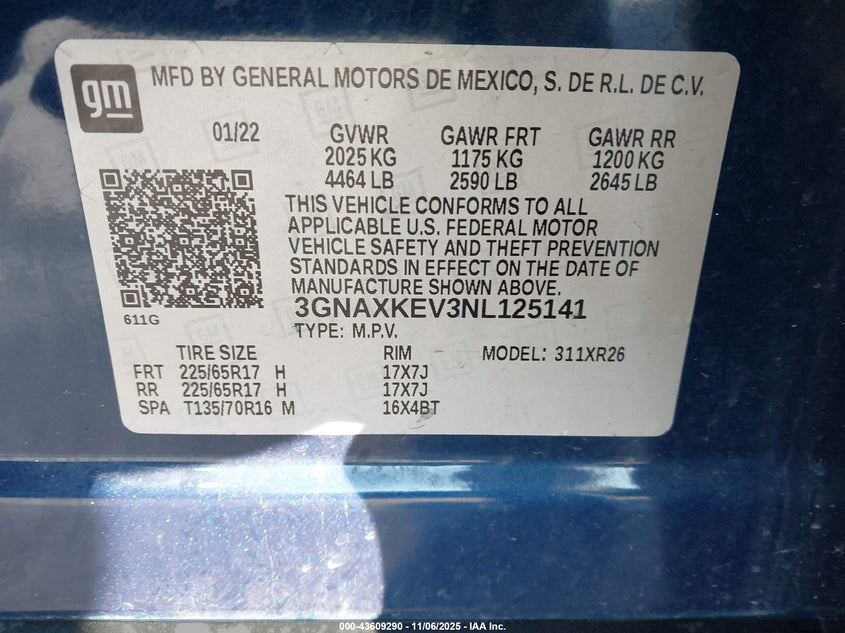 gm
MFD BY GENERAL MOTORS DE MEXICO, S. DE R.L. DE C.V.
01/22 GVWR GAWR FRT GAWR RR
2025 KG 1175 KG 1200 KG
4464 LB 2590 LB 2645 LB
THIS VEHICLE CONFORMS TO ALL
APPLICABLE U.S. FEDERAL MOTOR
VEHICLE SAFETY AND THEFT PREVENTION
STANDARDS IN EFFECT ON THE DATE OF
MANUFACTURE SHOWN ABOVE.
3GNAXKEV3NL125141
611G
TYPE: M.P.V.
TIRE SIZE RIM MODEL: 311XR26
FRT 225/65R17 H 17X7J
RR 225/65R17 H 17X7J
SPA T135/70R16 M 16X4BT
000-43609290 - 11/06/2025 - IAA Inc.